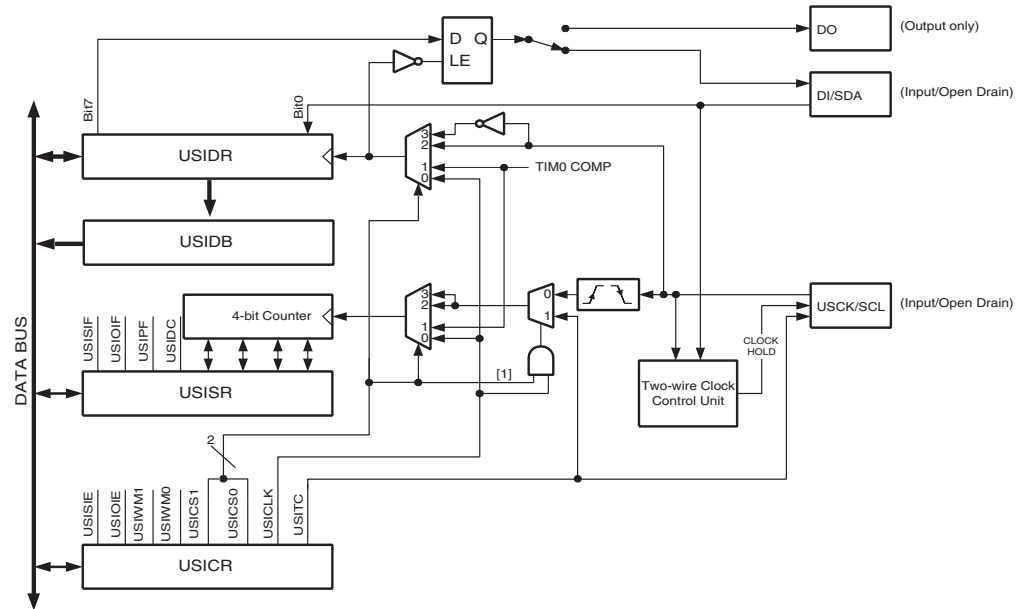 D Q
LE
DO
(Output only)
DI/SDA
(Input/Open Drain)
Bit7
Bit0
USIDR
3
2
1
0
TIM0 COMP
USIDB
DATA BUS
4-bit Counter
3
2
1
0
0
1
USCK/SCL
(Input/Open Drain)
CLOCK
HOLD
USISIF
USIOIF
USIPF
USIDC
USISR
[1]
Two-wire Clock
Control Unit
2
USISIE
USIOIE
USIWM1
USIWM0
USICS1
USICS0
USICLK
USITC
USICR